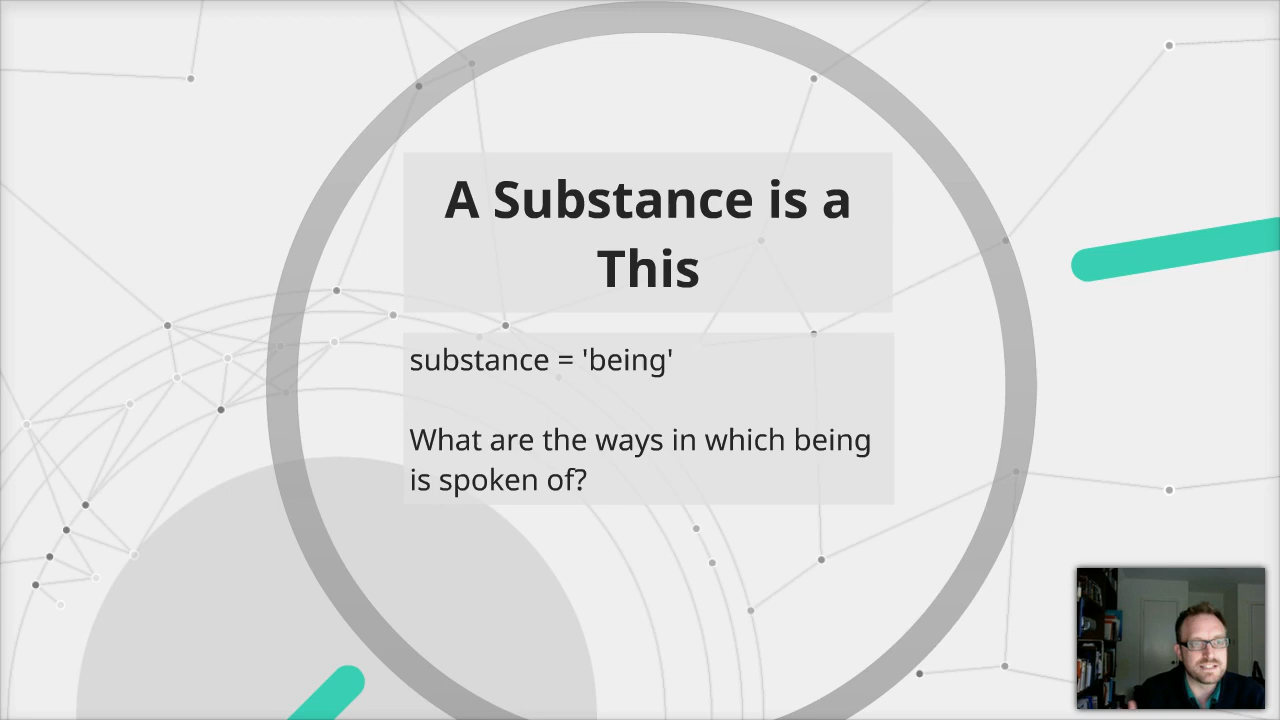 A Substance is a
This
substance = 'being'
What are the ways in which being
is spoken of?